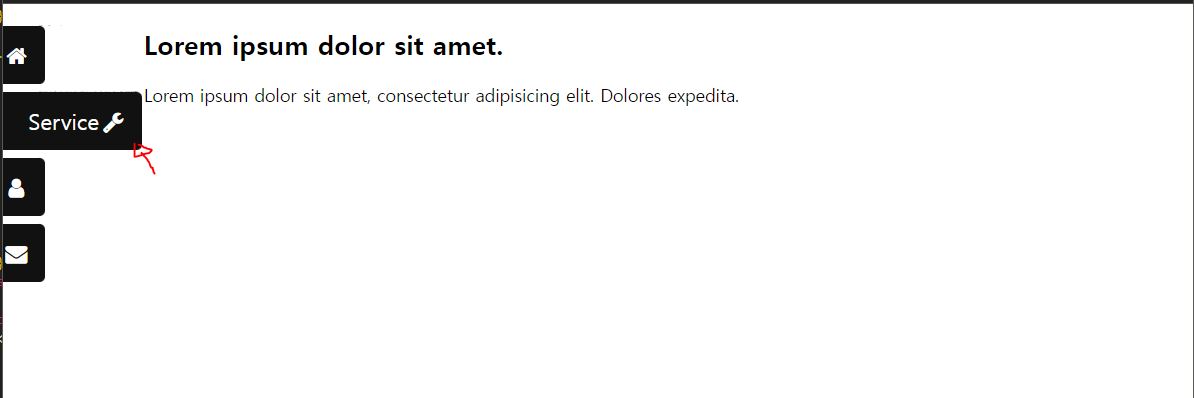 Lorem ipsum dolor sit amet.
Lorem ipsum dolor sit amet, consectetur adipisicing elit. Dolores expedita.
Service